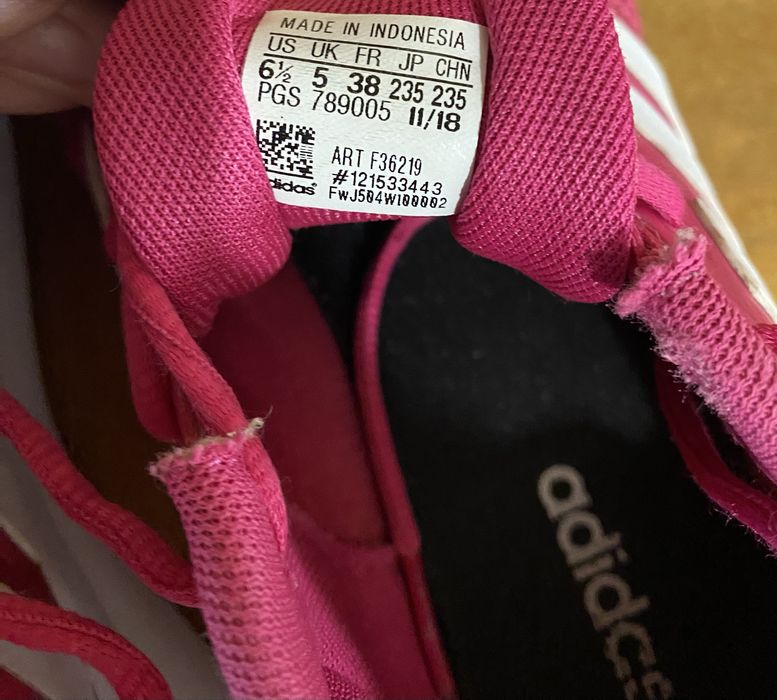 MADE IN INDONESIA
US UK FR JP CHN
6½ 5 38 235 235
PGS 789005 11/18
ART F36219
#121533443
adidas
FWJ504W100002
adidas